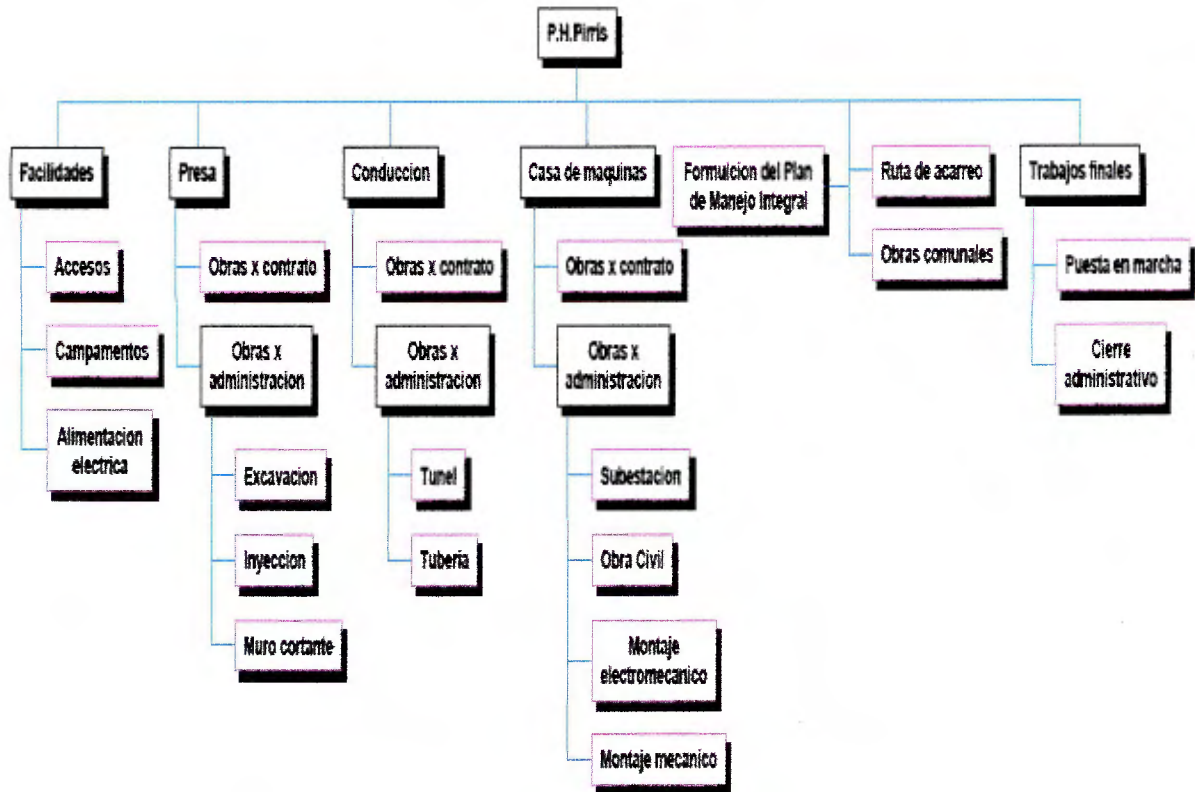 P.H.Pirris
Facilidades
Accesos
Campamentos
Alimentacion
electrica
Presa
Obras x contrato
Obras x
administracion
Excavacion
Inyeccion
Muro cortante
Conduccion
Obras x contrato
Obras x
administracion
Tunel
Tuberia
Casa de maquinas
Obras x contrato
Obras x
administracion
Subestacion
Obra Civil
Montaje
electromecanico
Montaje mecanico
Formulcion del Plan
de Manejo Integral
Ruta de acarreo
Obras comunales
Trabajos finales
Puesta en marcha
Cierre
administrativo